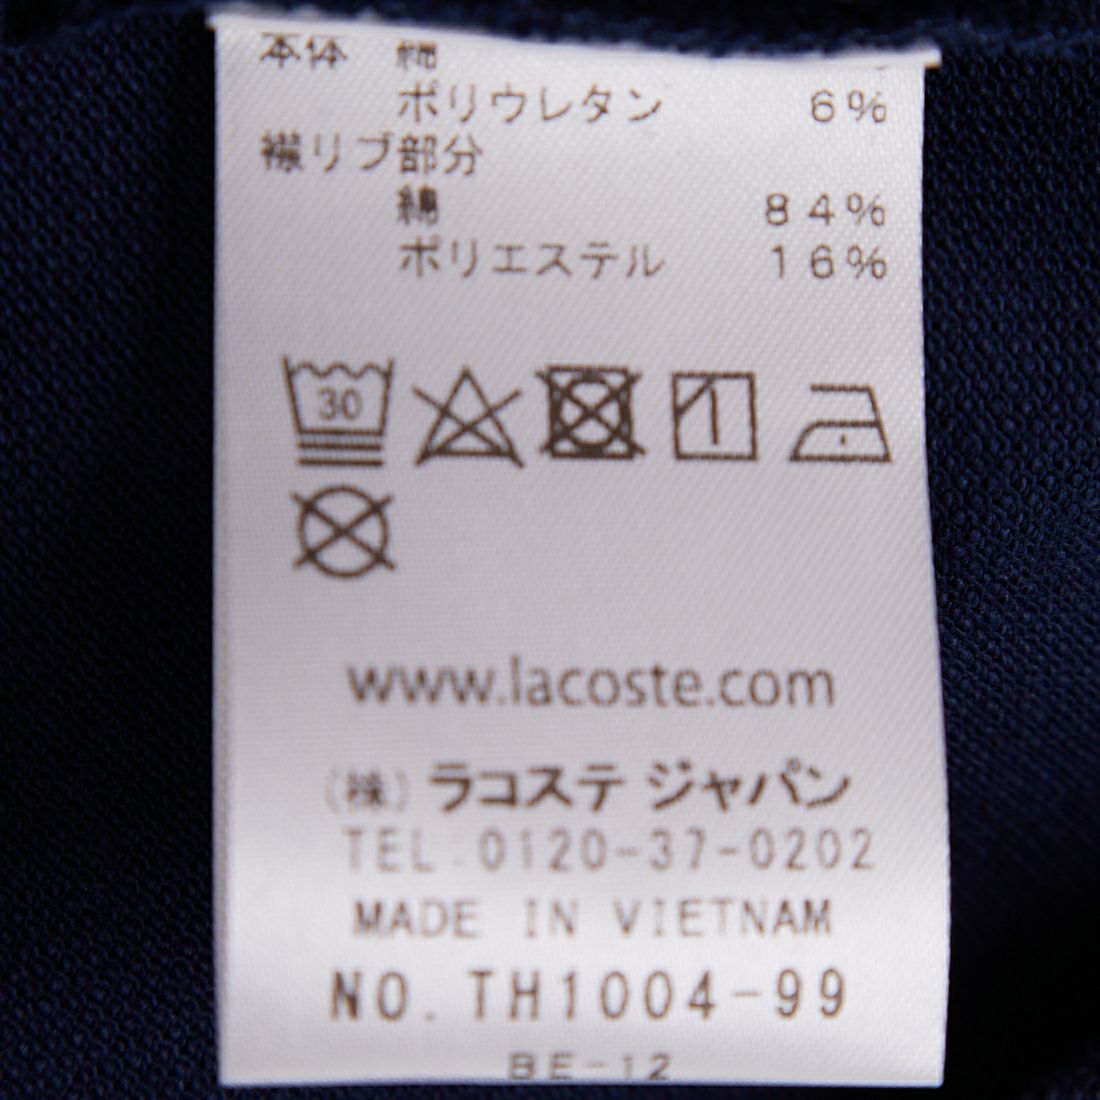 本体 綿
ポリウレタン 6%
襟リブ部分
綿 84%
ポリエステル 16%
30
www.lacoste.com
(株) ラコステ ジャパン
TEL:0120-37-0202
MADE IN VIETNAM
NO. TH1004-99
BE-12